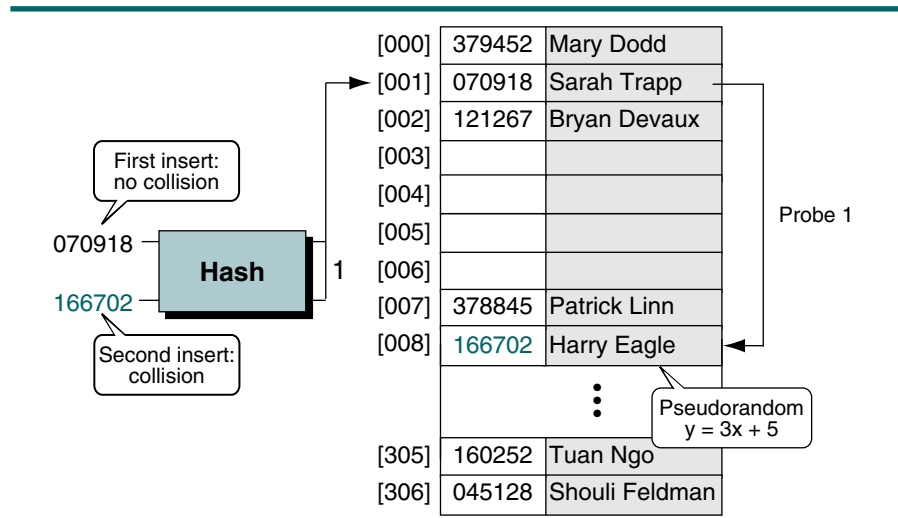 [000] 379452 Mary Dodd
[001] 070918 Sarah Trapp
[002] 121267 Bryan Devaux
[003]
[004]
[005]
[006]
[007] 378845 Patrick Linn
[008] 166702 Harry Eagle
[305] 160252 Tuan Ngo
[306] 045128 Shouli Feldman
First insert:
no collision
070918
Hash
1
166702
Second insert:
collision
Probe 1
Pseudorandom
y = 3x + 5